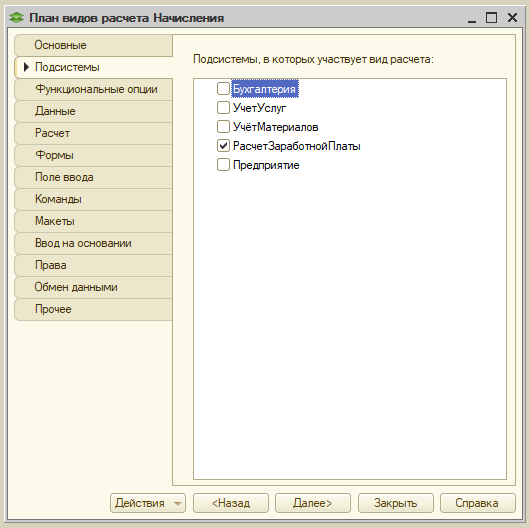 План видов расчета Начисления
Основные
Подсистемы
Функциональные опции
Данные
Расчет
Формы
Поле ввода
Команды
Макеты
Ввод на основании
Права
Обмен данными
Прочее
Подсистемы, в которых участвует вид расчета:
Бухгалтерия
УчетУслуг
УчётМатериалов
РасчетЗаработнойПлаты
Предприятие
Действия
<Назад
Далее>
Закрыть
Справка